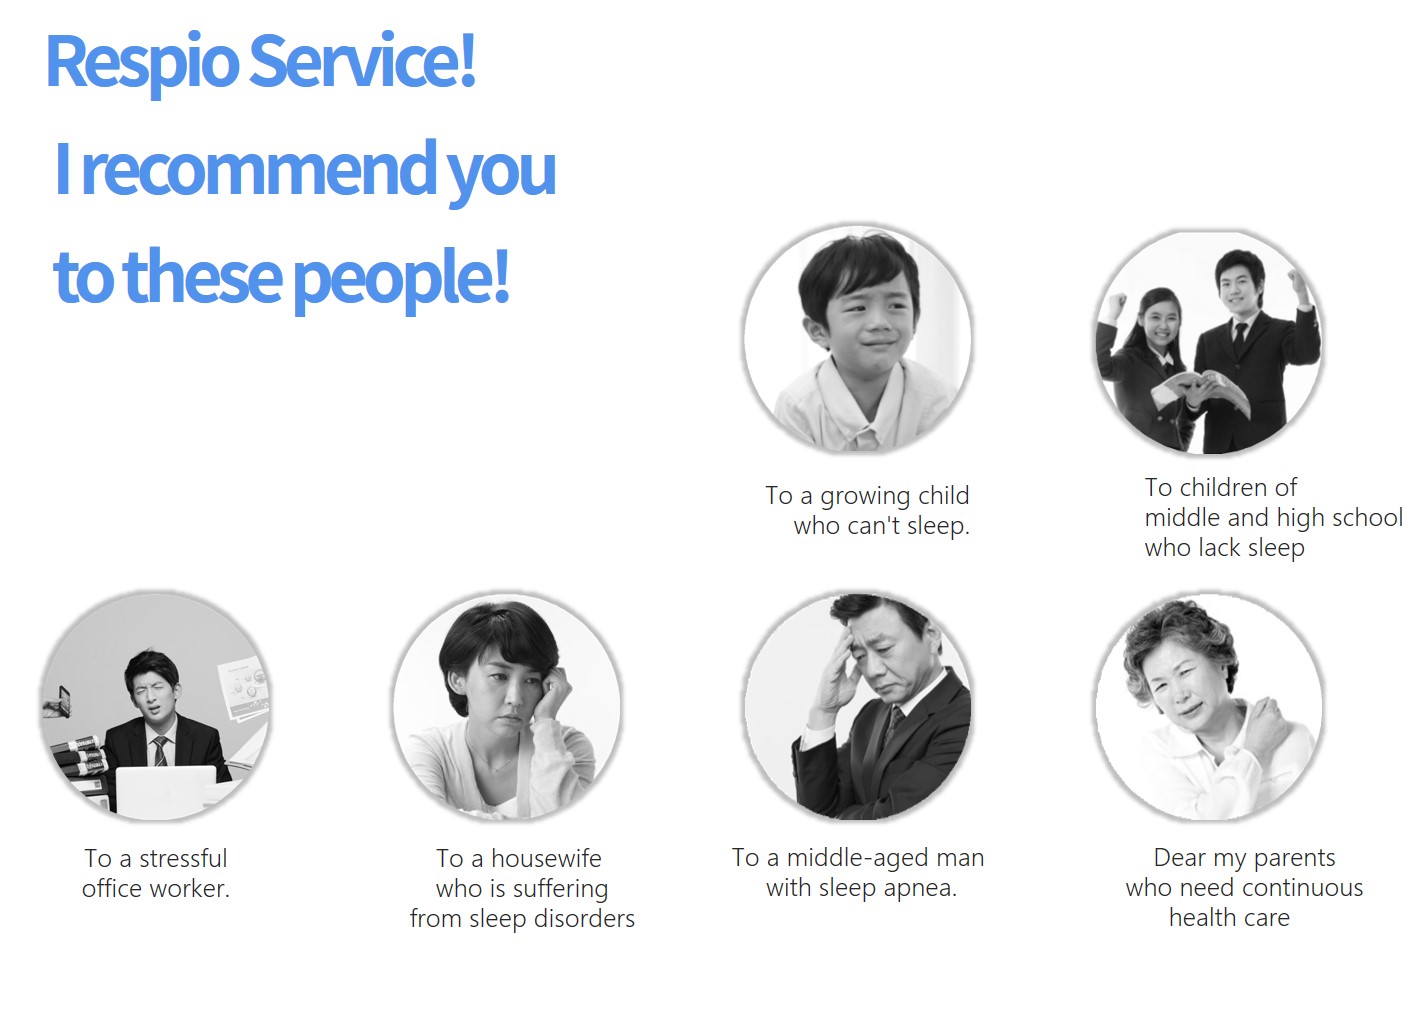 Respio Service!
I recommend you
to these people!
To a growing child
who can't sleep.
To children of
middle and high school
who lack sleep
To a stressful
office worker.
To a housewife
who is suffering
from sleep disorders
To a middle-aged man
with sleep apnea.
Dear my parents
who need continuous
health care